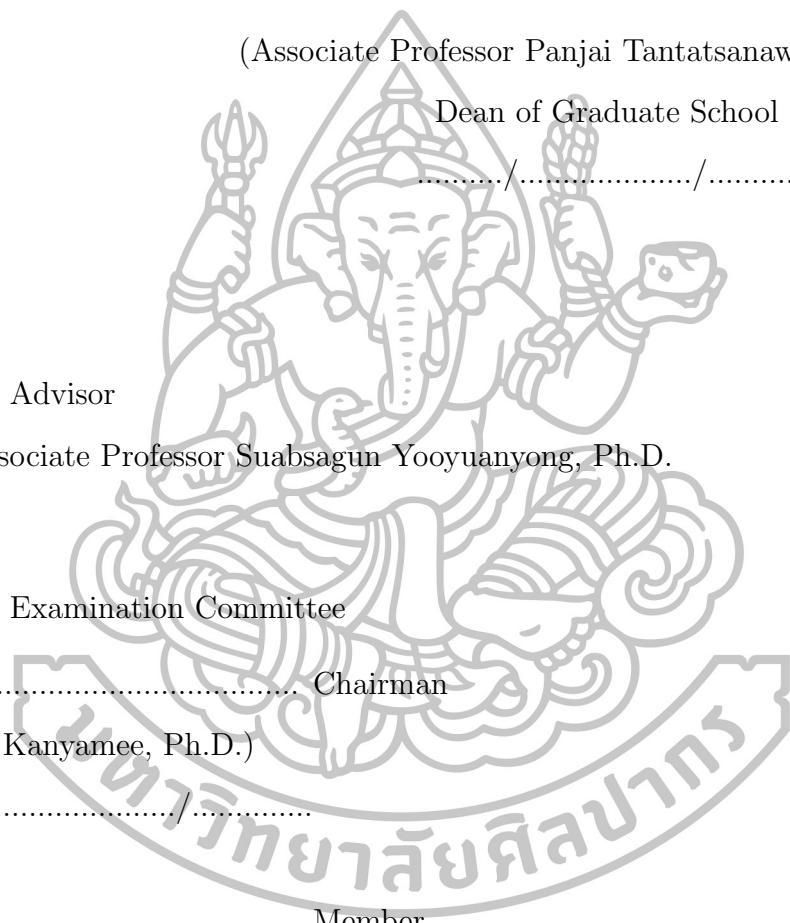 (Associate Professor Panjai Tantatsanaw
Dean of Graduate School
........../..................../..........
Advisor
sociate Professor Suabsagun Yooyuanyong, Ph.D.
Examination Committee
.................................... Chairman
Kanyamee, Ph.D.)
..................../..............
Member
มหาวิทยาลัยศิลปากร